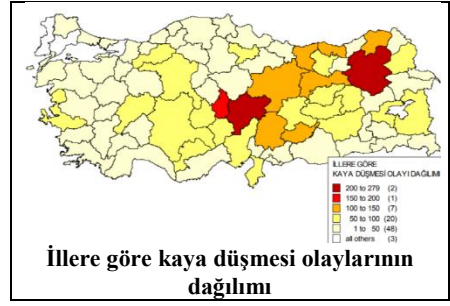 İLLERE GÖRE
KAYA DÜŞMESİ OLAYI DAĞILIMI
200 to 279 (2)
150 to 200 (1)
100 to 150 (7)
50 to 100 (20)
1 to 50 (48)
all others (3)
İllere göre kaya düşmesi olaylarının
dağılımı